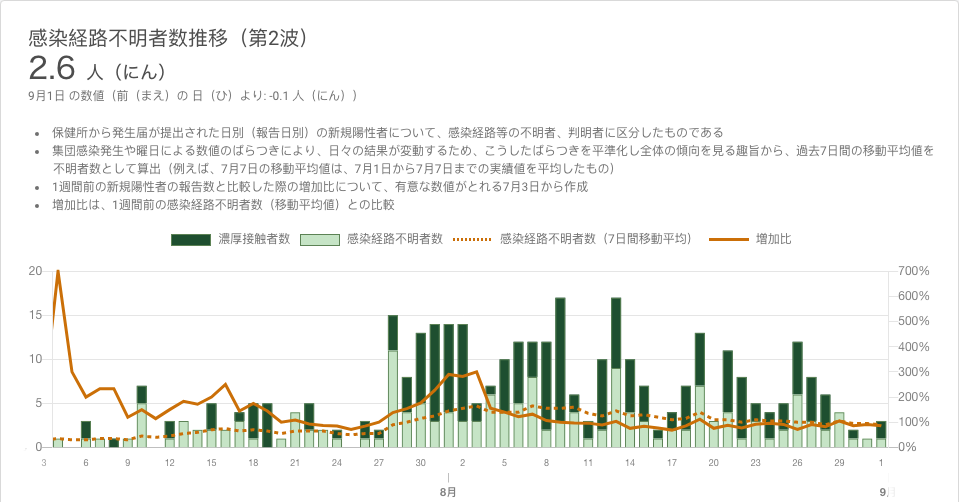 感染経路不明者数推移（第2波）
2.6 人（にん）
9月1日 の数値（前（まえ）の 日（ひ）より: -0.1 人（にん））
保健所から発生届が提出された日別（報告日別）の新規陽性者について、感染経路等の不明者、判明者に区分したものである
集団感染発生や曜日による数値のばらつきにより、日々の結果が変動するため、こうしたばらつきを平準化し全体の傾向を見る趣旨から、過去7日間の移動平均値を
不明者数として算出（例えば、7月7日の移動平均値は、7月1日から7月7日までの実績値を平均したもの）
1週間前の新規陽性者の報告数と比較した際の増加比について、有意な数値がとれる7月3日から作成
増加比は、1週間前の感染経路不明者数（移動平均値）との比較
濃厚接触者数 感染経路不明者数 感染経路不明者数（7日間移動平均） 増加比
20 700%
600%
15 500%
400%
10 300%
5 200%
100%
0 0%
3 6 9 12 15 18 21 24 27 30 2 5 8 11 14 17 20 23 26 29 1
8月 9月